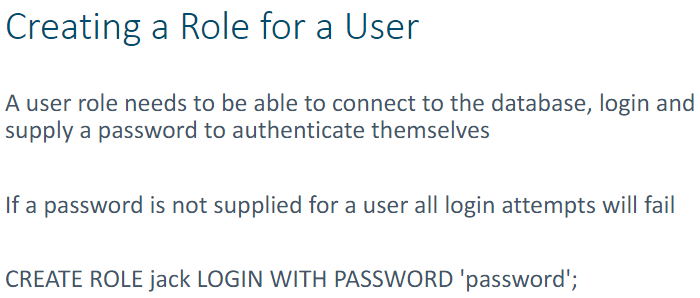 Creating a Role for a User
A user role needs to be able to connect to the database, login and
supply a password to authenticate themselves
If a password is not supplied for a user all login attempts will fail
CREATE ROLE jack LOGIN WITH PASSWORD 'password';